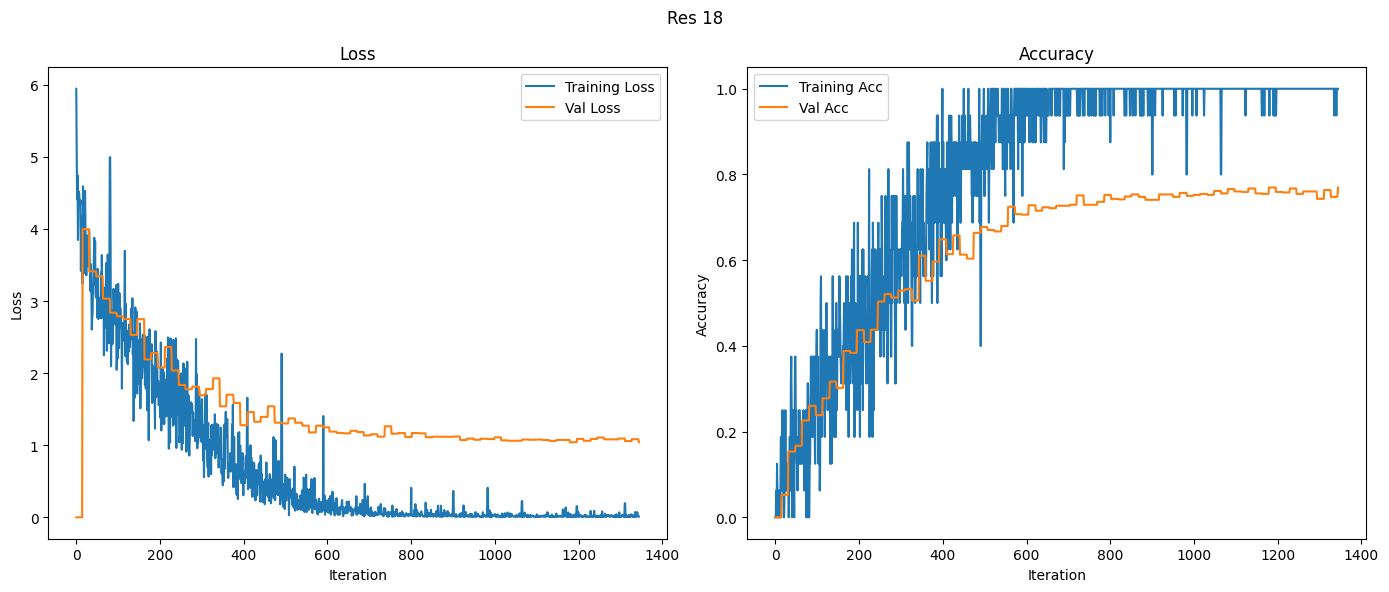 Res 18
Loss
Training Loss
Val Loss
6
5
4
3
2
1
0
Loss
0 200 400 600 800 1000 1200 1400
Iteration
Accuracy
Training Acc
Val Acc
1.0
0.8
0.6
0.4
0.2
0.0
Accuracy
0 200 400 600 800 1000 1200 1400
Iteration